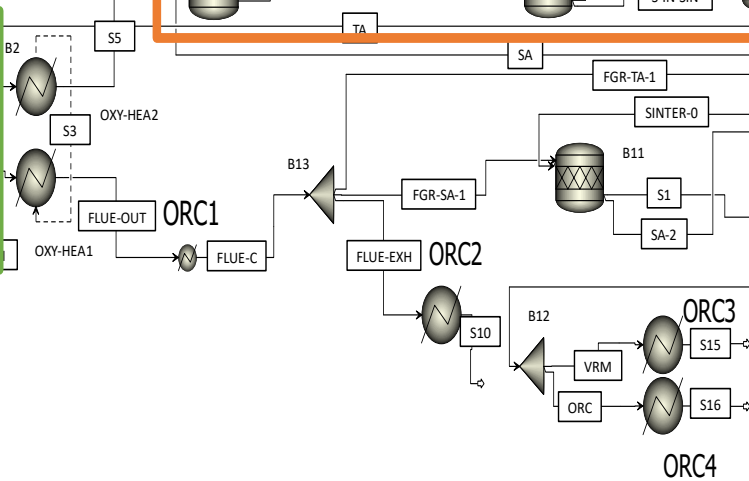 S5
TA
B2
SA
FGR-TA-1
SINTER-0
OXY-HEA2
S3
B13
B11
FGR-SA-1
S1
FLUE-OUT
ORC1
SA-2
OXY-HEA1
FLUE-C
FLUE-EXH
ORC2
B12
ORC3
S10
S15
VRM
ORC
S16
ORC4